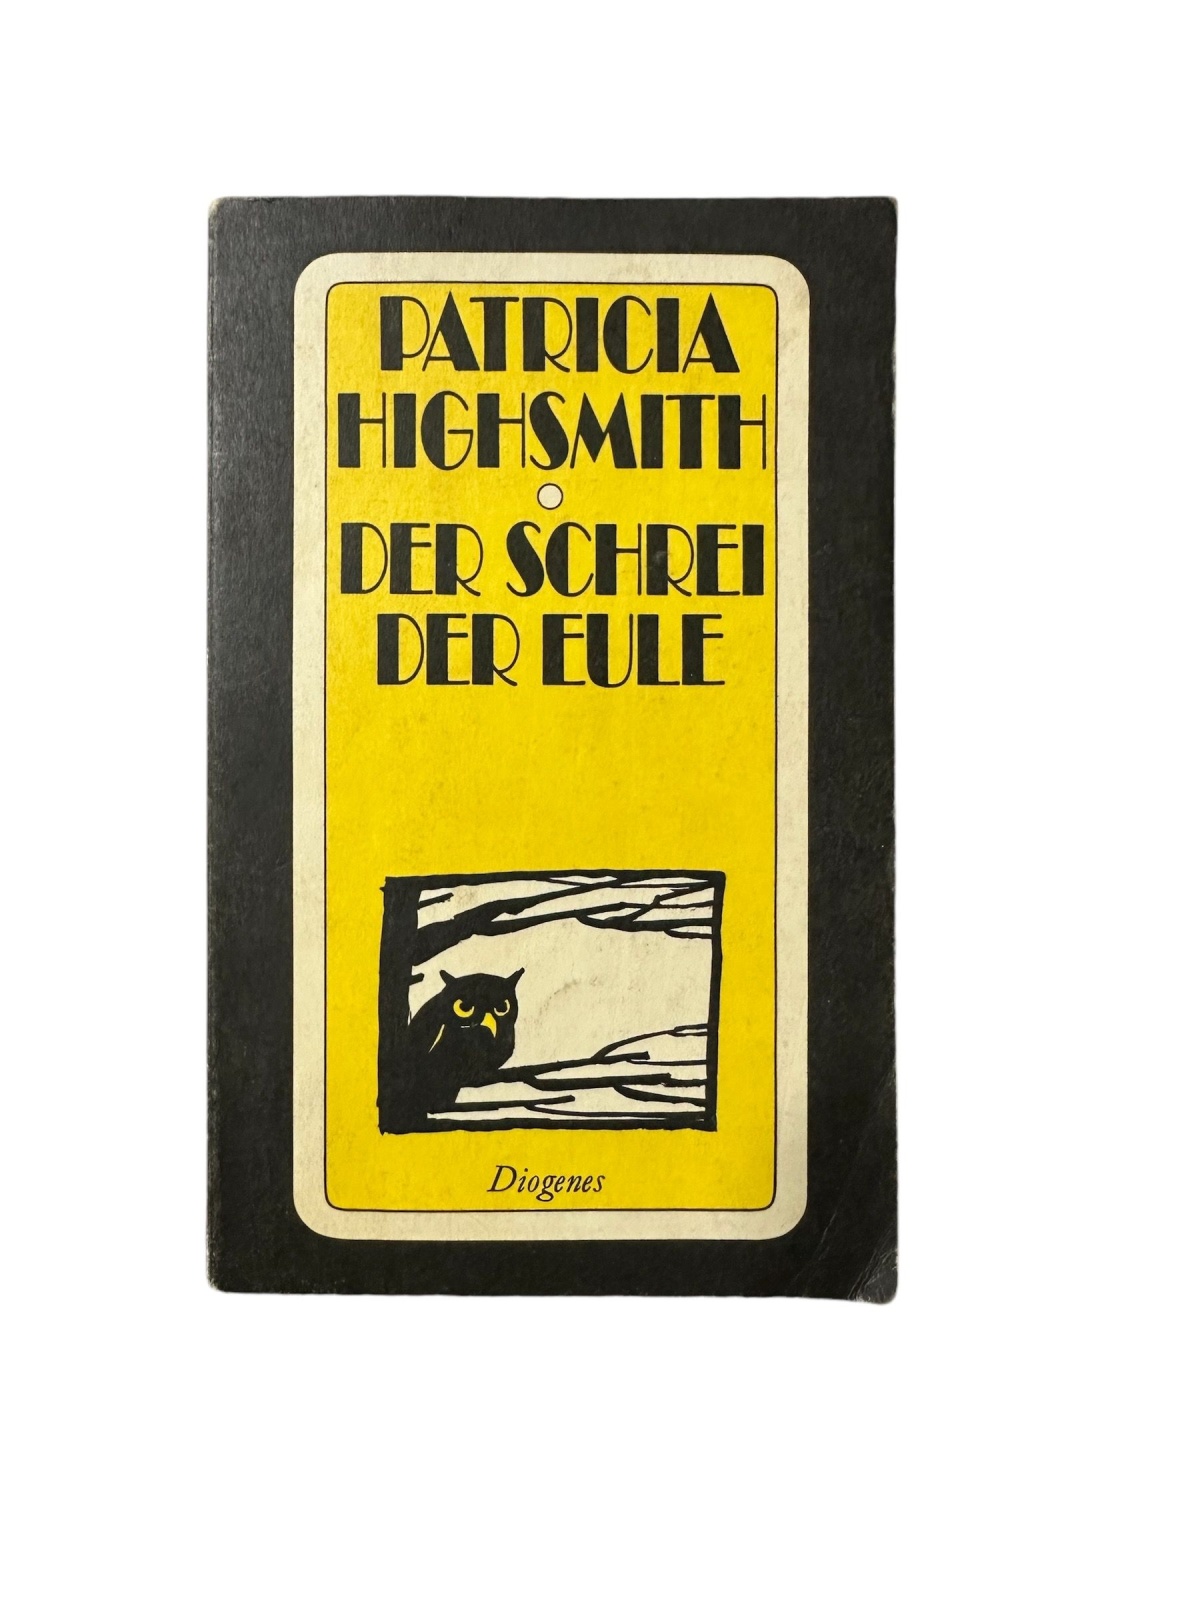 PATRICIA
HIGHSMITH
DER SCHREI
DER EULE
Diogenes